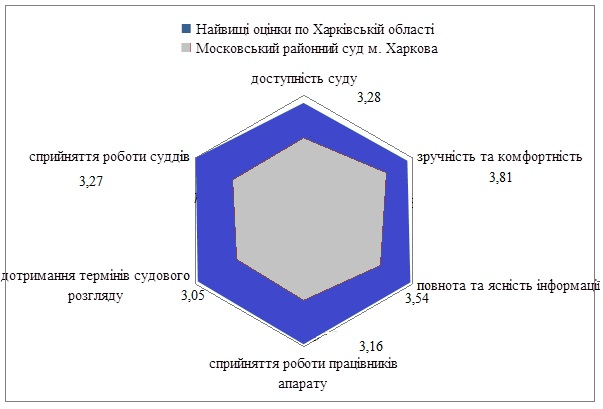 Найвищі оцінки по Харківській області
Московський районний суд м. Харкова
доступність суду
3,28
сприйняття роботи суддів
зручність та комфортність
3,27
3,81
дотримання термінів судового
розгляду
3,05
повнота та ясність інформації
3,54
3,16
сприйняття роботи працівників
апарату